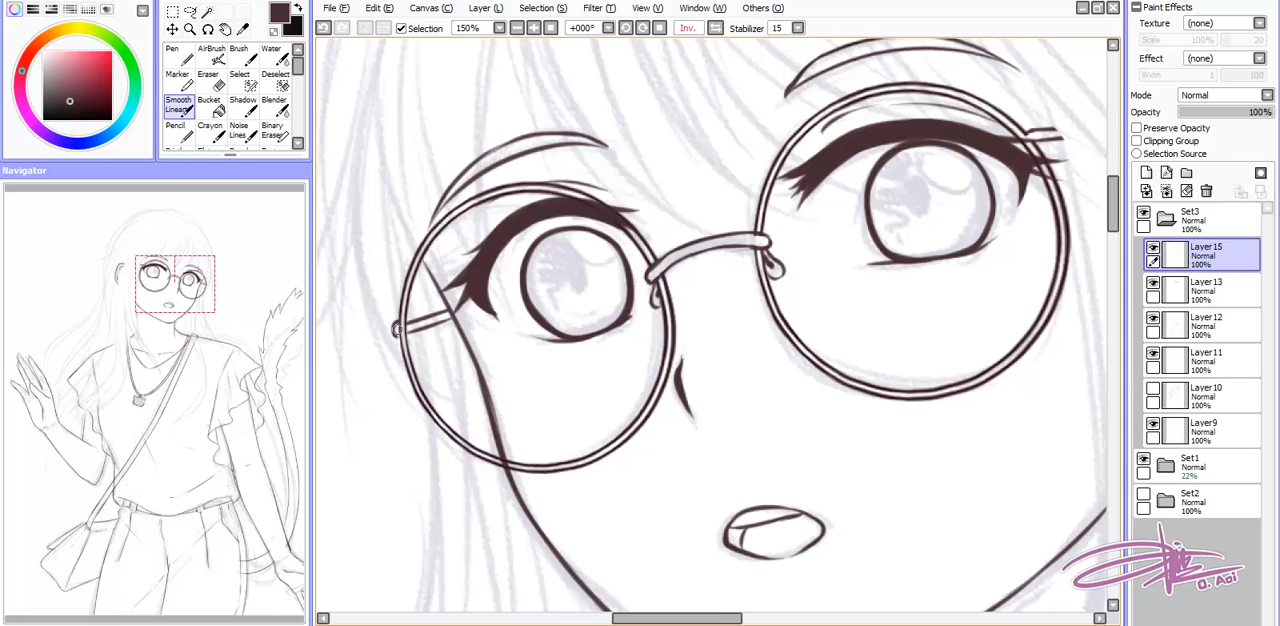 File (F) Edit (E) Canvas (C) Layer (L) Selection (S) Filter (T) View (V) Window (W) Others (O)
Selection 150% +000° Inv. Stabilizer 15
Pen AirBrush Brush Water
Marker Eraser Select Deselect
Smooth Linear Bucket Shadow Blender
Pencil Crayon Noise Lines Binary Eraser
Navigator
Paint Effects
Texture (none)
Scale 100% 20
Effect (none)
Width 1 100
Mode Normal
Opacity 100%
Preserve Opacity
Clipping Group
Selection Source
Set3
Normal
100%
Layer15
Normal
100%
Layer13
Normal
100%
Layer12
Normal
100%
Layer11
Normal
100%
Layer10
Normal
100%
Layer9
Normal
100%
Set1
Normal
22%
Set2
Normal
100%
O. Aoi